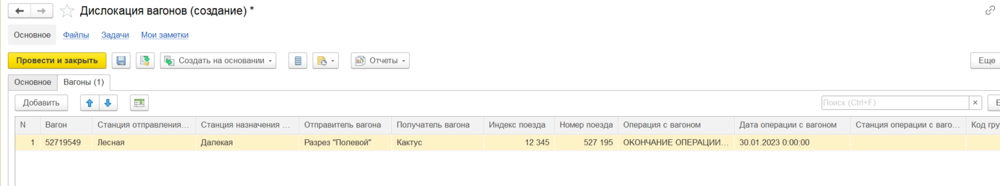 Дислокация вагонов (создание) *
Основное Файлы Задачи Мои заметки
Провести и закрыть Создать на основании Отчеты Еще
Основное Вагоны (1)
Добавить Поиск (Ctrl+F) × Е
N Вагон Станция отправления... Станция назначения ... Отправитель вагона Получатель вагона Индекс поезда Номер поезда Операция с вагоном Дата операции с вагоном Станция операции с ваго... Код гру
1 52719549 Лесная Далекая Разрез "Полевой" Кактус 12 345 527 195 ОКОНЧАНИЕ ОПЕРАЦИИ... 30.01.2023 0:00:00